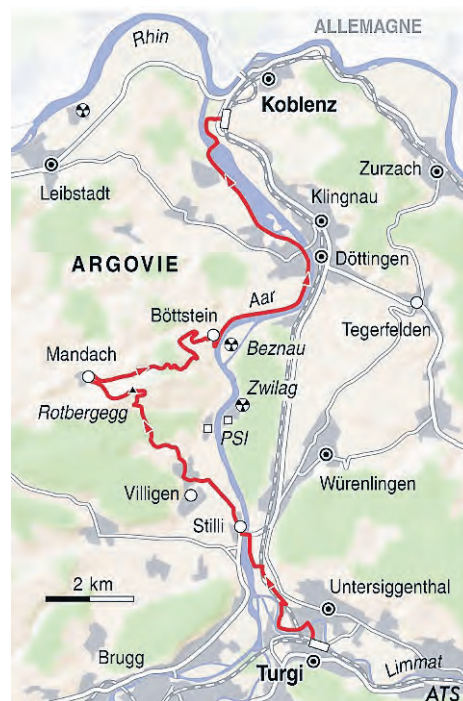 ALLEMAGNE
Rhin
Koblenz
Zurzach
Leibstadt
Klingnau
ARGOVIE
Döttingen
Aar
Böttstein
Tegerfelden
Beznau
Mandach
Zwilag
Rotbergegg
PSI
Würenlingen
Villigen
Stilli
2 km
Untersiggenthal
Brugg
Limmat
Turgi
ATS